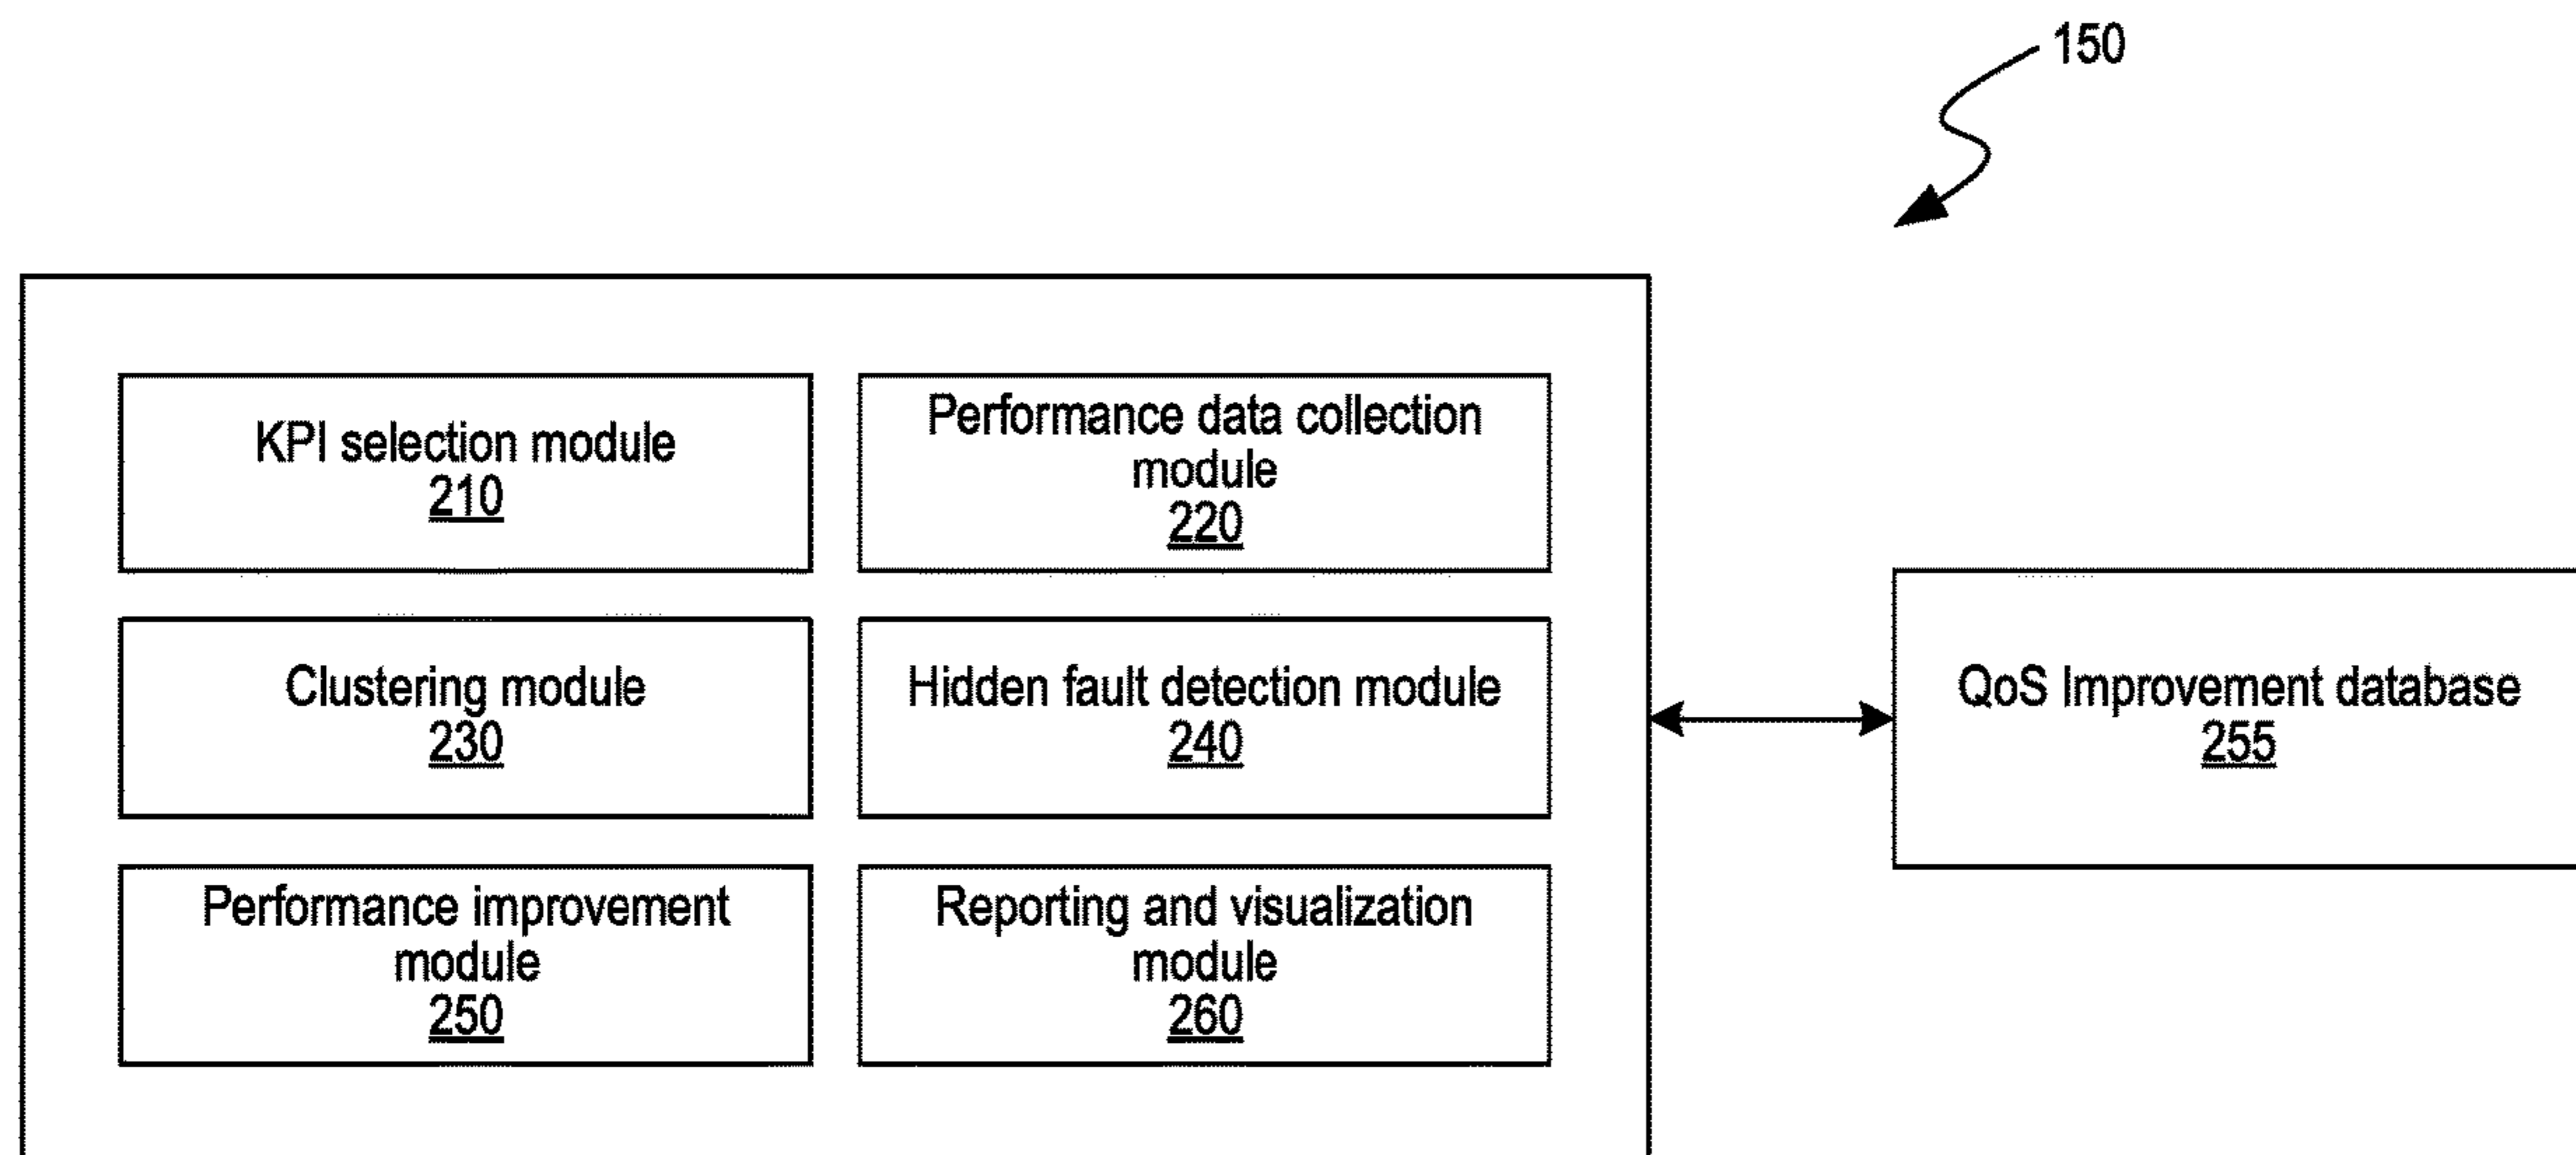 150
KPI selection module
210
Performance data collection
module
220
Clustering module
230
Hidden fault detection module
240
QoS Improvement database
255
Performance improvement
module
250
Reporting and visualization
module
260